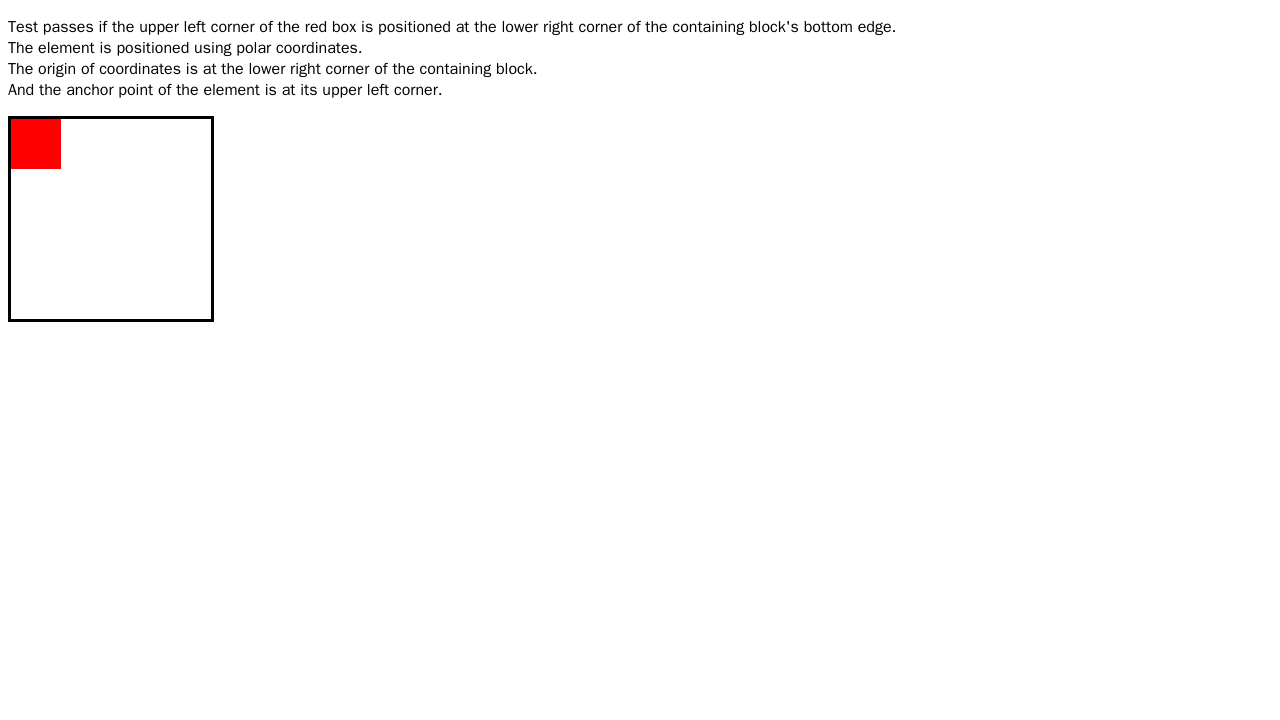 Test passes if the upper left corner of the red box is positioned at the lower right corner of the containing block's bottom edge.
The element is positioned using polar coordinates.
The origin of coordinates is at the lower right corner of the containing block.
And the anchor point of the element is at its upper left corner.